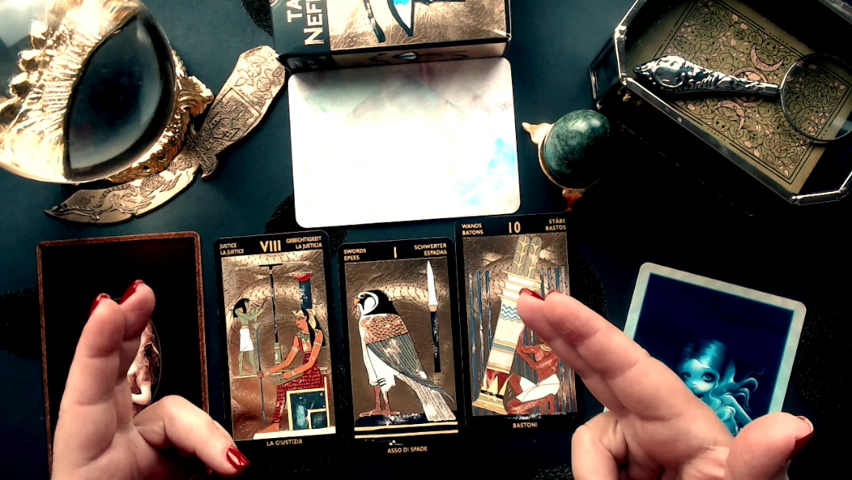 TA
NEF
JUSTICE
LA JUSTICE
VIII
GERECHTIGKEIT
LA JUSTICIA
LA GIUSTIZIA
SWORDS
EPEES
I
SCHWERTER
ESPADAS
ASSO DI SPADE
WANDS
BATONS
10
STÄBE
BASTOS
BASTONI